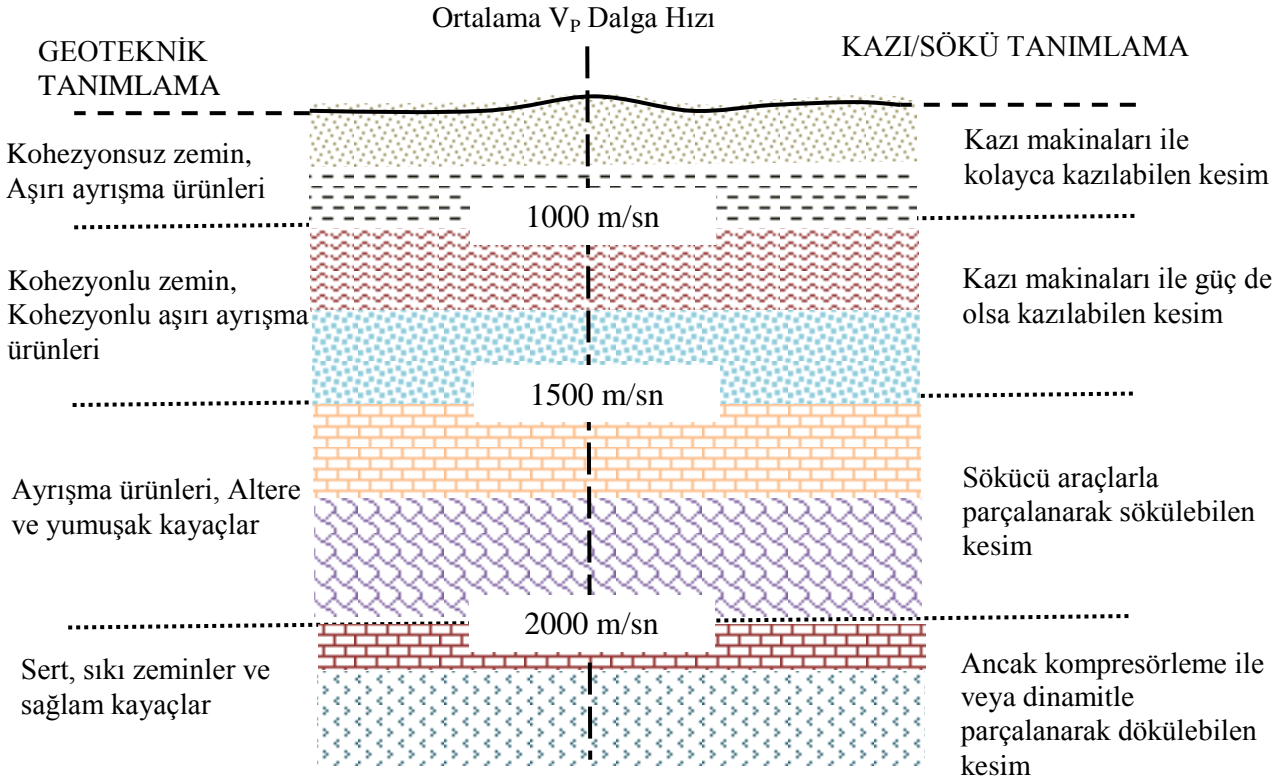 Ortalama VP Dalga Hızı
GEOTEKNİK
TANIMLAMA
KAZI/SÖKÜ TANIMLAMA
Kohezyonsuz zemin,
Aşırı ayrışma ürünleri
Kazı makinaları ile
kolayca kazılabilen kesim
1000 m/sn
Kohezyonlu zemin,
Kohezyonlu aşırı ayrışma
ürünleri
Kazı makinaları ile güç de
olsa kazılabilen kesim
1500 m/sn
Ayrışma ürünleri, Altere
ve yumuşak kayaçlar
Sökücü araçlarla
parçalanarak sökülebilen
kesim
2000 m/sn
Sert, sıkı zeminler ve
sağlam kayaçlar
Ancak kompresörleme ile
veya dinamitle
parçalanarak dökülebilen
kesim